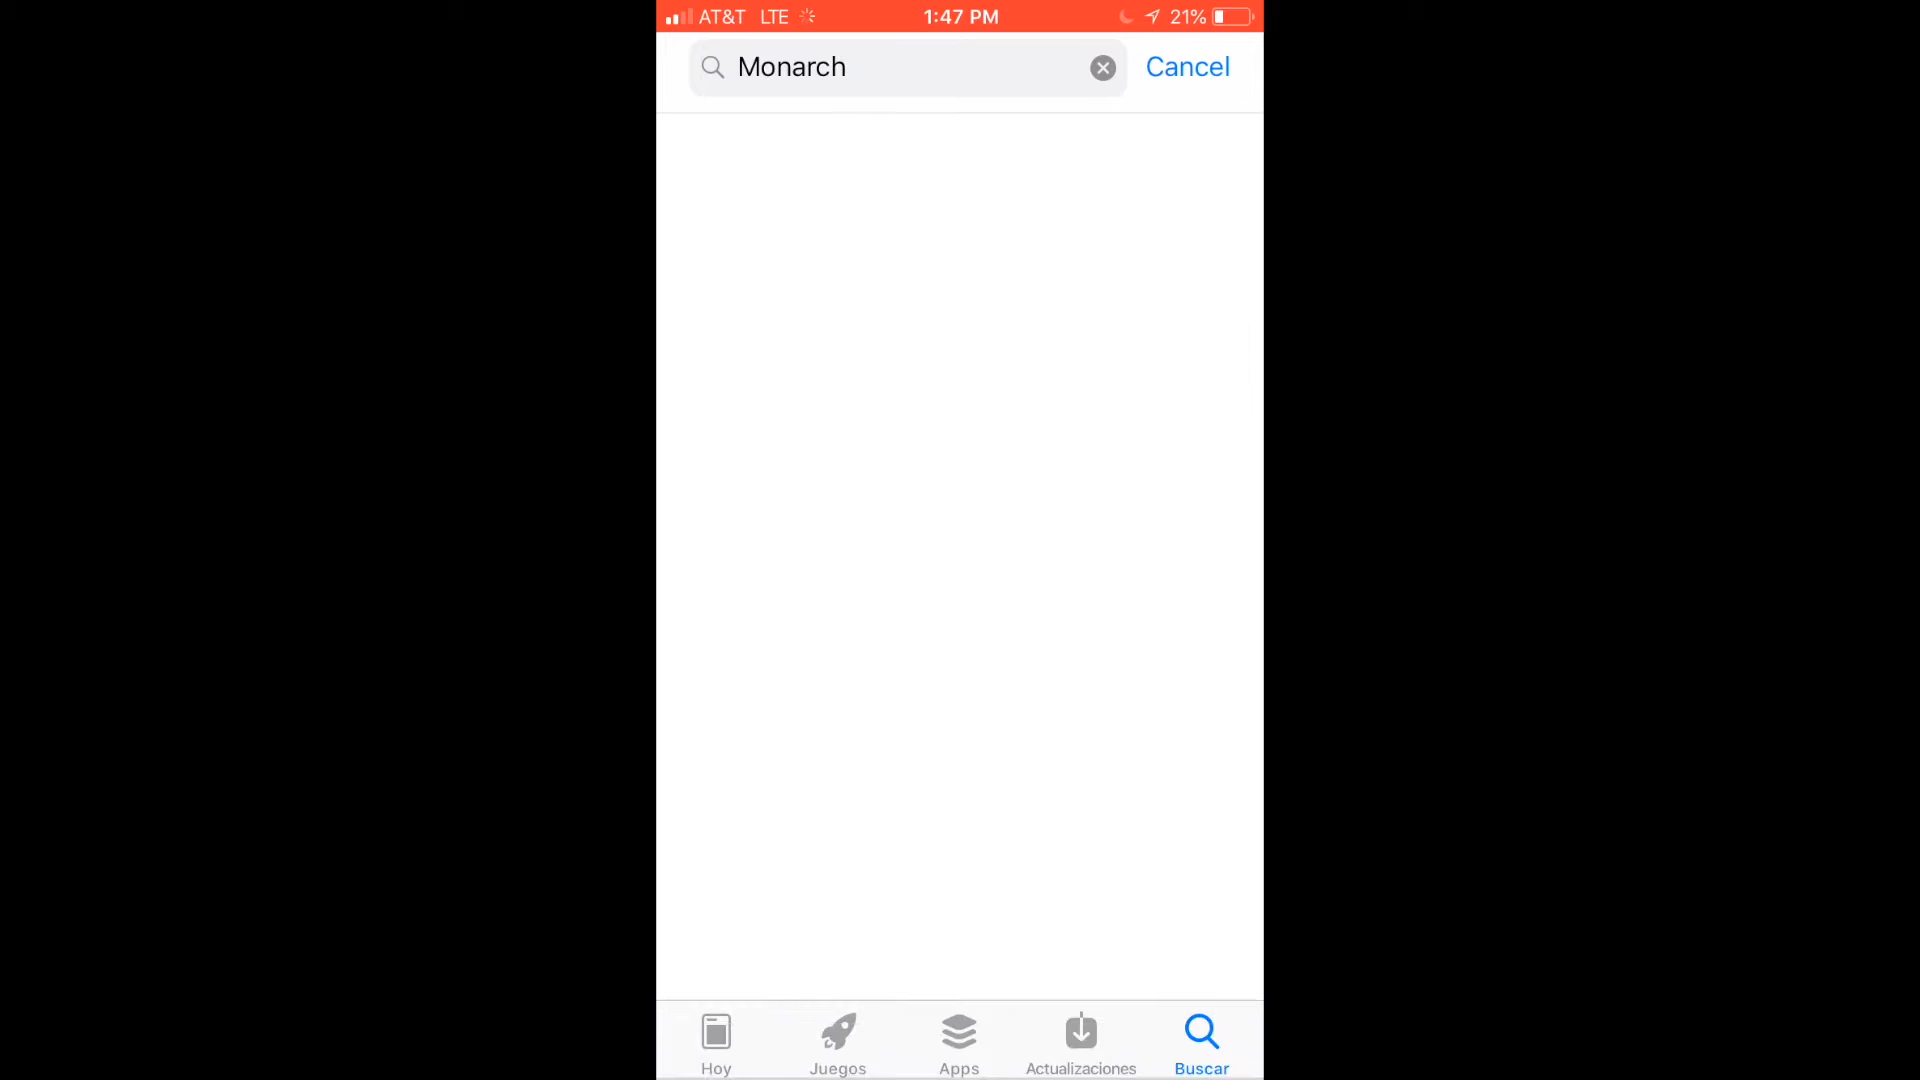 AT&T LTE 1:47 PM 21%
Monarch Cancel
Hoy Juegos Apps Actualizaciones Buscar